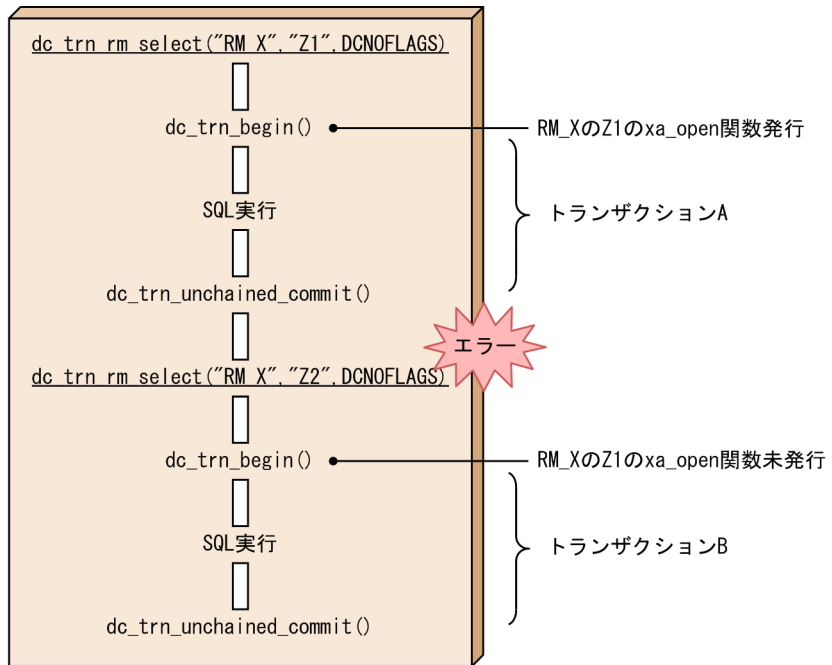 dc_trn_rm_select("RM_X","Z1",DCNOFLAGS)
dc_trn_begin()
RM_XのZ1のxa_open関数発行
SQL実行
トランザクションA
dc_trn_unchained_commit()
エラー
dc_trn_rm_select("RM_X","Z2",DCNOFLAGS)
dc_trn_begin()
RM_XのZ1のxa_open関数未発行
SQL実行
トランザクションB
dc_trn_unchained_commit()